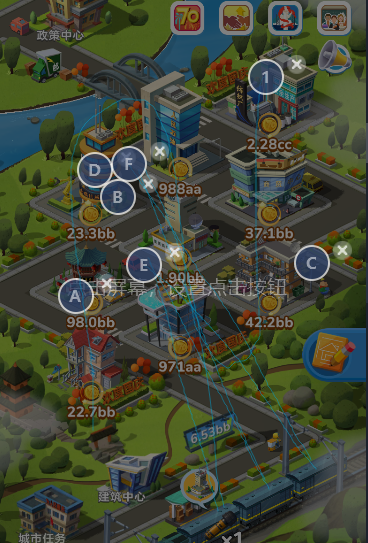 70
政策中心
1
2.28cc
D
F
B
988aa
23.3bb
37.1bb
E
C
A
.90bb
击屏幕，设置点击按钮
98.0bb
42.2bb
971aa
22.7bb
6.53bb
建筑中心
城市任务
x1